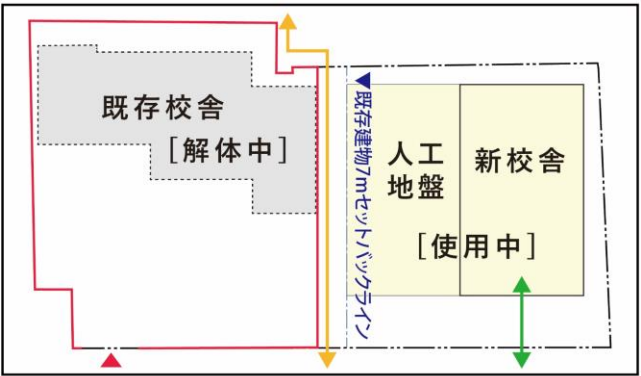 既存校舎
［解体中］
▼既存建物7mセットバックライン
人工
地盤
新校舎
［使用中］